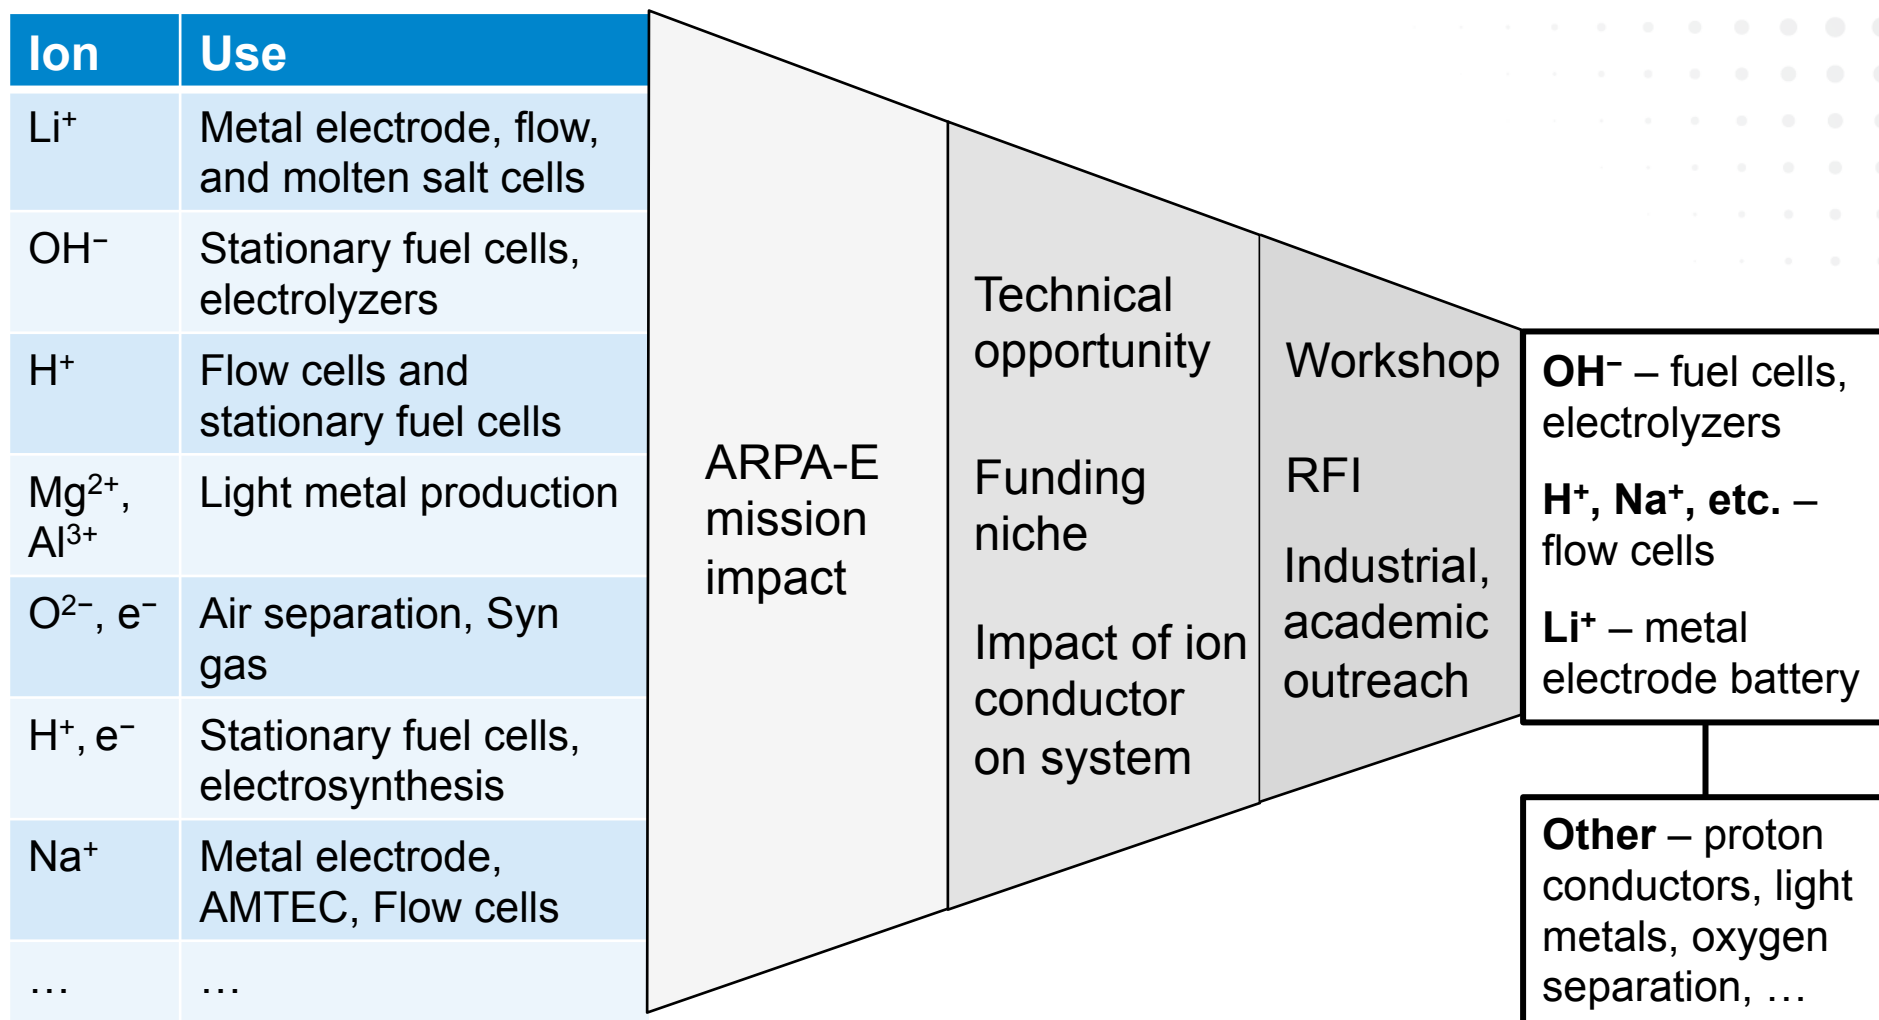 Ion
Use
Li⁺
Metal electrode, flow,
and molten salt cells
OH⁻
Stationary fuel cells,
electrolyzers
H⁺
Flow cells and
stationary fuel cells
Mg²⁺,
Al³⁺
Light metal production
O²⁻, e⁻
Air separation, Syn
gas
H⁺, e⁻
Stationary fuel cells,
electrosynthesis
Na⁺
Metal electrode,
AMTEC, Flow cells
…
…
ARPA-E
mission
impact
Technical
opportunity
Funding
niche
Impact of ion
conductor
on system
Workshop
RFI
Industrial,
academic
outreach
OH⁻ – fuel cells,
electrolyzers
H⁺, Na⁺, etc. –
flow cells
Li⁺ – metal
electrode battery
Other – proton
conductors, light
metals, oxygen
separation, …